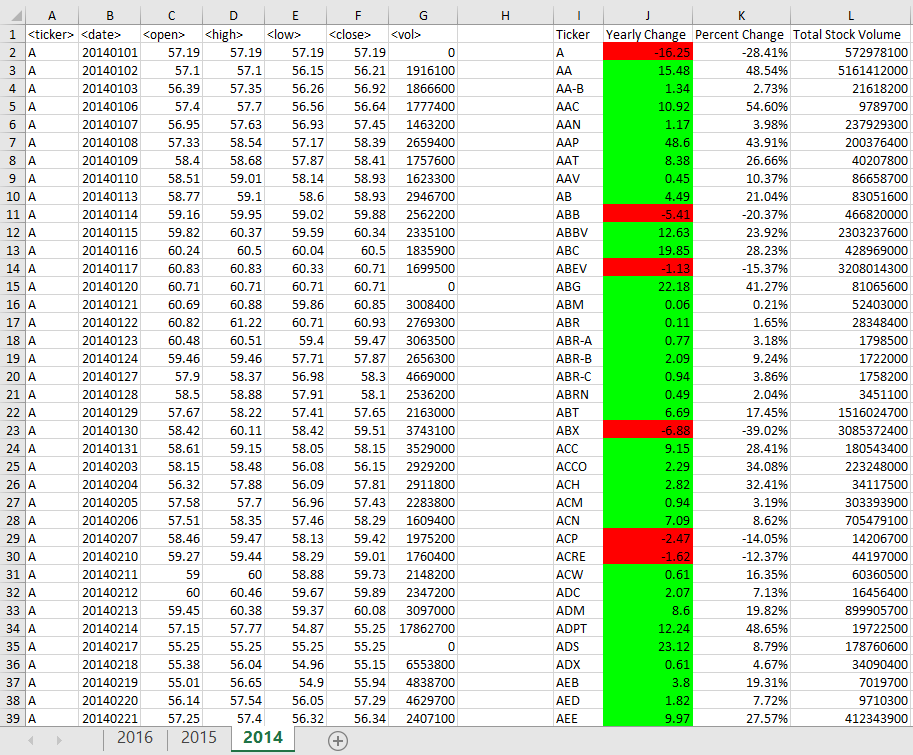 A B C D E F G H I J K L
1 <ticker> <date> <open> <high> <low> <close> <vol> Ticker Yearly Change Percent Change Total Stock Volume
2 A 20140101 57.19 57.19 57.19 57.19 0 A -16.25 -28.41% 572978100
3 A 20140102 57.1 57.1 56.15 56.21 1916100 AA 15.48 48.54% 5161412000
4 A 20140103 56.39 57.35 56.26 56.92 1866600 AA-B 1.34 2.73% 21618200
5 A 20140106 57.4 57.7 56.56 56.64 1777400 AAC 10.92 54.60% 9789700
6 A 20140107 56.95 57.63 56.93 57.45 1463200 AAN 1.17 3.98% 237929300
7 A 20140108 57.33 58.54 57.17 58.39 2659400 AAP 48.6 43.91% 200376400
8 A 20140109 58.4 58.68 57.87 58.41 1757600 AAT 8.38 26.66% 40207800
9 A 20140110 58.51 59.01 58.14 58.93 1623300 AAV 0.45 10.37% 86658700
10 A 20140113 58.77 59.1 58.6 58.93 2946700 AB 4.49 21.04% 83051600
11 A 20140114 59.16 59.95 59.02 59.88 2562200 ABB -5.41 -20.37% 466820000
12 A 20140115 59.82 60.37 59.59 60.34 2335100 ABBV 12.63 23.92% 2303237600
13 A 20140116 60.24 60.5 60.04 60.5 1835900 ABC 19.85 28.23% 428969000
14 A 20140117 60.83 60.83 60.33 60.71 1699500 ABEV -1.13 -15.37% 3208014300
15 A 20140120 60.71 60.71 60.71 60.71 0 ABG 22.18 41.27% 81065600
16 A 20140121 60.69 60.88 59.86 60.85 3008400 ABM 0.06 0.21% 52403000
17 A 20140122 60.82 61.22 60.71 60.93 2769300 ABR 0.11 1.65% 28348400
18 A 20140123 60.48 60.51 59.4 59.47 3063500 ABR-A 0.77 3.18% 1798500
19 A 20140124 59.46 59.46 57.71 57.87 2656300 ABR-B 2.09 9.24% 1722000
20 A 20140127 57.9 58.37 56.98 58.3 4669000 ABR-C 0.94 3.86% 1758200
21 A 20140128 58.5 58.88 57.91 58.1 2536200 ABRN 0.49 2.04% 3451100
22 A 20140129 57.67 58.22 57.41 57.65 2163000 ABT 6.69 17.45% 1516024700
23 A 20140130 58.42 60.11 58.42 59.51 3743100 ABX -6.88 -39.02% 3085372400
24 A 20140131 58.61 59.15 58.05 58.15 3529000 ACC 9.15 28.41% 180543400
25 A 20140203 58.15 58.48 56.08 56.15 2929200 ACCO 2.29 34.08% 223248000
26 A 20140204 56.32 57.88 56.09 57.81 2911800 ACH 2.82 32.41% 34117500
27 A 20140205 57.58 57.7 56.96 57.43 2283800 ACM 0.94 3.19% 303393900
28 A 20140206 57.51 58.35 57.46 58.29 1609400 ACN 7.09 8.62% 705479100
29 A 20140207 58.46 59.47 58.13 59.42 1975200 ACP -2.47 -14.05% 14206700
30 A 20140210 59.27 59.44 58.29 59.01 1760400 ACRE -1.62 -12.37% 44197000
31 A 20140211 59 60 58.88 59.73 2148200 ACW 0.61 16.35% 60360500
32 A 20140212 60 60.46 59.67 59.89 2347200 ADC 2.07 7.13% 16456400
33 A 20140213 59.45 60.38 59.37 60.08 3097000 ADM 8.6 19.82% 899905700
34 A 20140214 57.15 57.77 54.87 55.25 17862700 ADPT 12.24 48.65% 19722500
35 A 20140217 55.25 55.25 55.25 55.25 0 ADS 23.12 8.79% 178760600
36 A 20140218 55.38 56.04 54.96 55.15 6553800 ADX 0.61 4.67% 34090400
37 A 20140219 55.01 56.65 54.9 55.94 4838700 AEB 3.8 19.31% 7019700
38 A 20140220 56.14 57.54 56.05 57.29 4629700 AED 1.82 7.72% 9710300
39 A 20140221 57.25 57.4 56.32 56.34 2407100 AEE 9.97 27.57% 412343900
2016 2015 2014